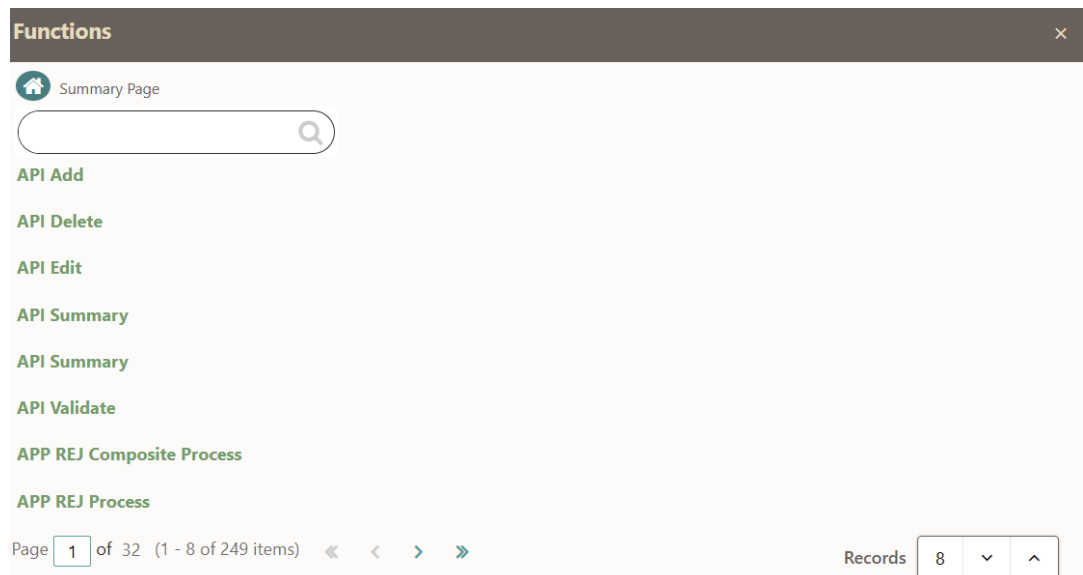 Functions
Summary Page
API Add
API Delete
API Edit
API Summary
API Summary
API Validate
APP REJ Composite Process
APP REJ Process
Page 1 of 32 (1 - 8 of 249 items) Records 8